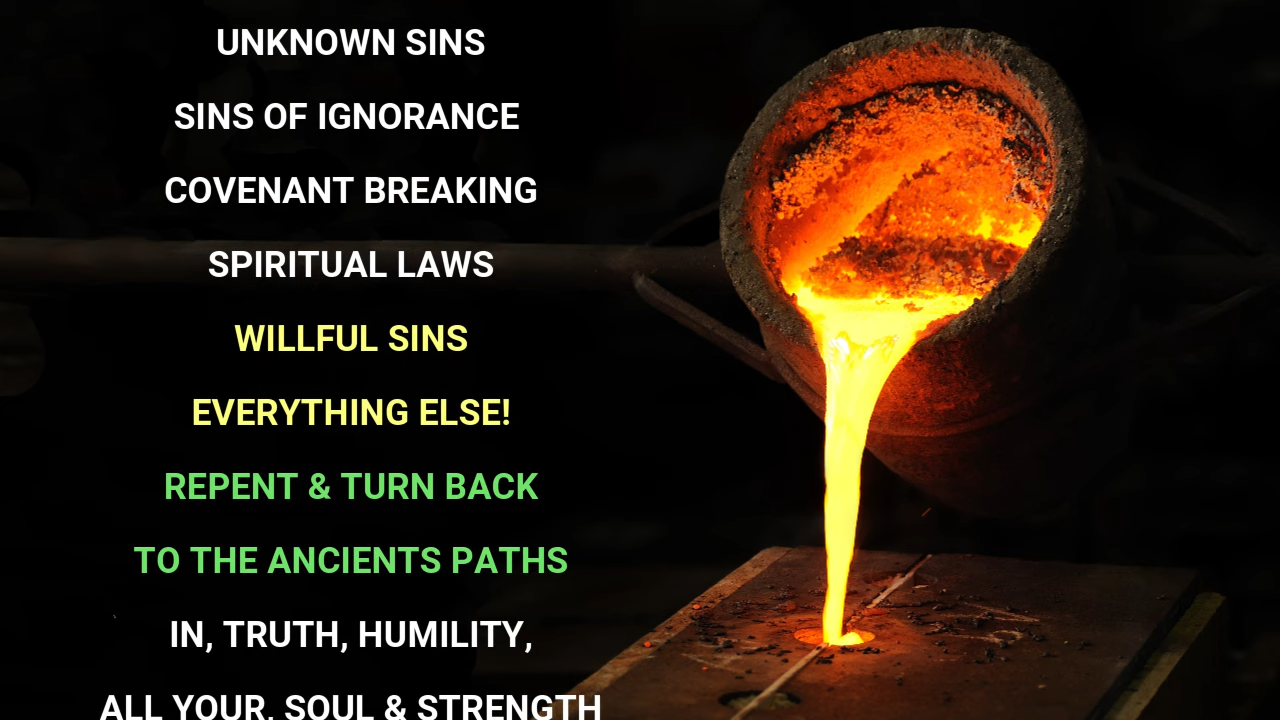 UNKNOWN SINS
SINS OF IGNORANCE
COVENANT BREAKING
SPIRITUAL LAWS
WILLFUL SINS
EVERYTHING ELSE!
REPENT & TURN BACK
TO THE ANCIENTS PATHS
IN, TRUTH, HUMILITY,
ALL YOUR, SOUL & STRENGTH